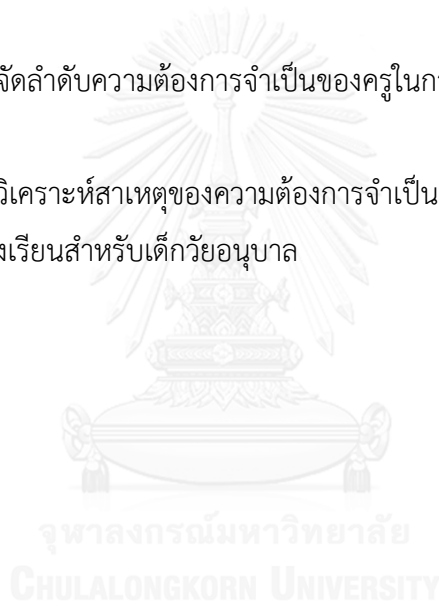 จัดลำดับความต้องการจำเป็นของครูในก
วิเคราะห์สาเหตุของความต้องการจำเป็น
งเรียนสำหรับเด็กวัยอนุบาล
จุฬาลงกรณ์มหาวิทยาลัย
CHULALONGKORN UNIVERSITY